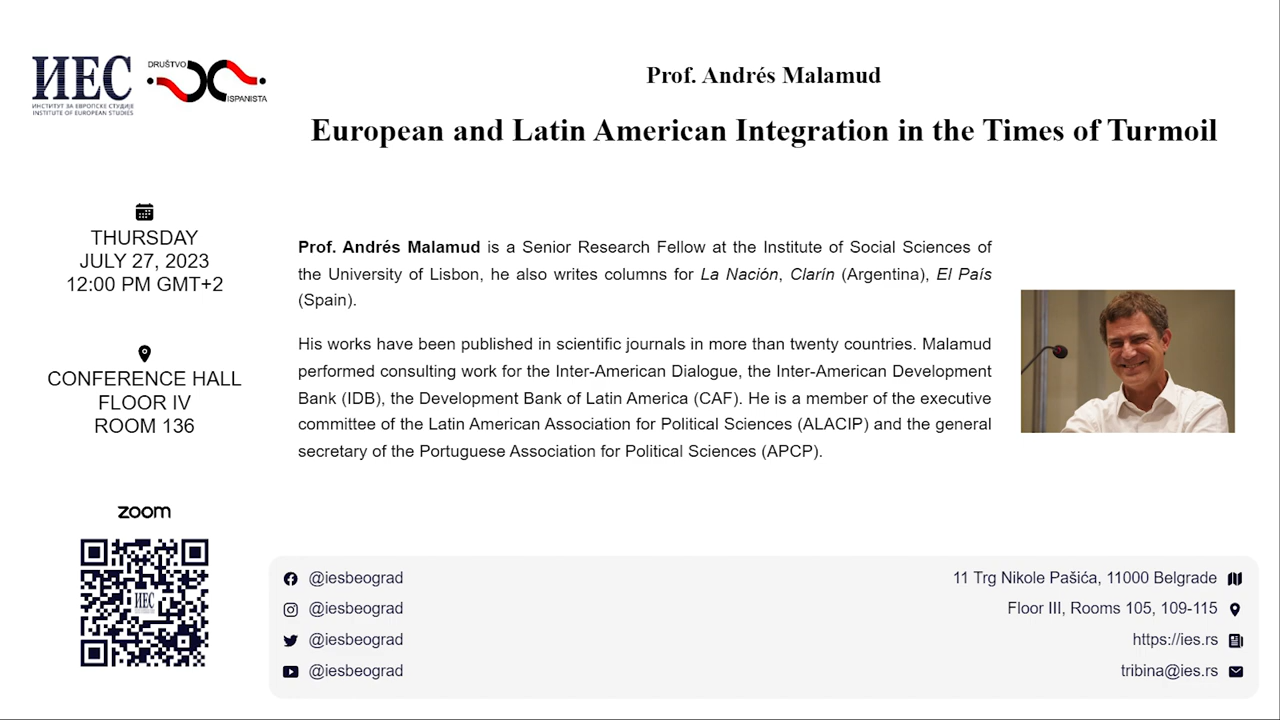 ИЕС
ИНСТИТУТ ЗА ЕВРОПСКЕ СТУДИЈЕ
INSTITUTE OF EUROPEAN STUDIES
DRUŠTVO
ISPANISTA
Prof. Andrés Malamud
European and Latin American Integration in the Times of Turmoil
THURSDAY
JULY 27, 2023
12:00 PM GMT+2
CONFERENCE HALL
FLOOR IV
ROOM 136
zoom
ИЕС
Prof. Andrés Malamud is a Senior Research Fellow at the Institute of Social Sciences of
the University of Lisbon, he also writes columns for La Nación, Clarín (Argentina), El País
(Spain).
His works have been published in scientific journals in more than twenty countries. Malamud
performed consulting work for the Inter-American Dialogue, the Inter-American Development
Bank (IDB), the Development Bank of Latin America (CAF). He is a member of the executive
committee of the Latin American Association for Political Sciences (ALACIP) and the general
secretary of the Portuguese Association for Political Sciences (APCP).
@iesbeograd
@iesbeograd
@iesbeograd
@iesbeograd
11 Trg Nikole Pašića, 11000 Belgrade
Floor III, Rooms 105, 109-115
https://ies.rs
tribina@ies.rs